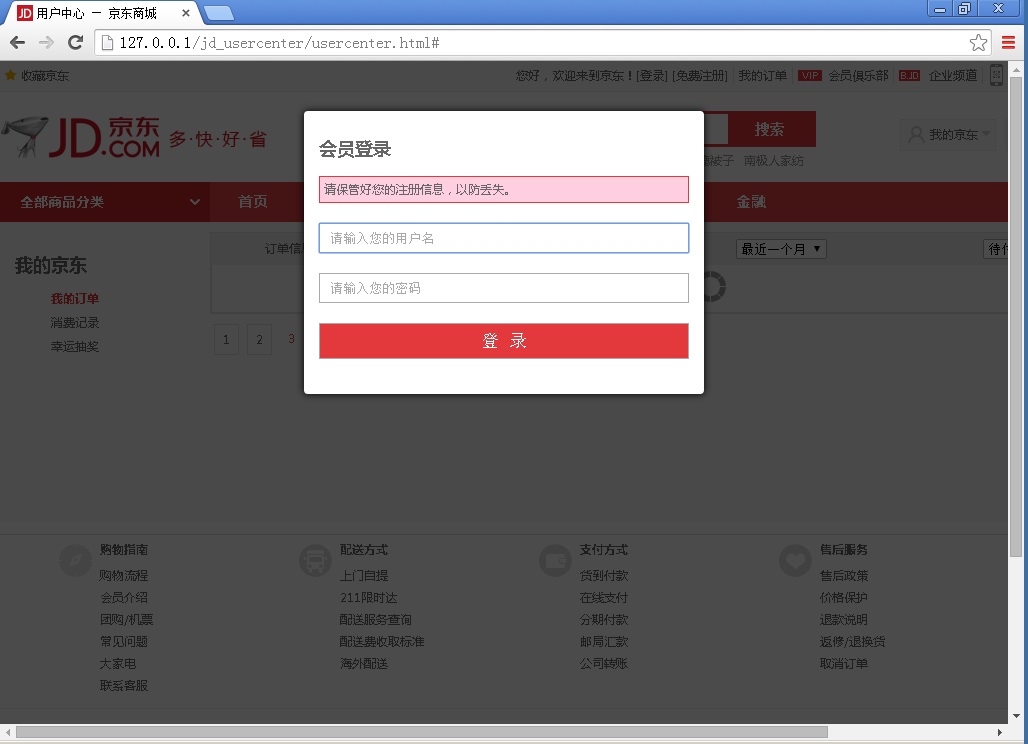 JD 用户中心 － 京东商城
127.0.0.1/jd_usercenter/usercenter.html#
收藏京东
您好，欢迎来到京东！[登录] [免费注册] 我的订单 VIP 会员俱乐部 B.JD 企业频道
JD 京东 .COM 多·快·好·省
搜索
我的京东
被子 南极人家纺
全部商品分类 首页 金融
会员登录
请保管好您的注册信息，以防丢失。
请输入您的用户名
请输入您的密码
登 录
我的京东
我的订单
消费记录
幸运抽奖
订单信
最近一个月
待付
1 2 3
购物指南
购物流程
会员介绍
团购/机票
常见问题
大家电
联系客服
配送方式
上门自提
211限时达
配送服务查询
配送费收取标准
海外配送
支付方式
货到付款
在线支付
分期付款
邮局汇款
公司转账
售后服务
售后政策
价格保护
退款说明
返修/退换货
取消订单